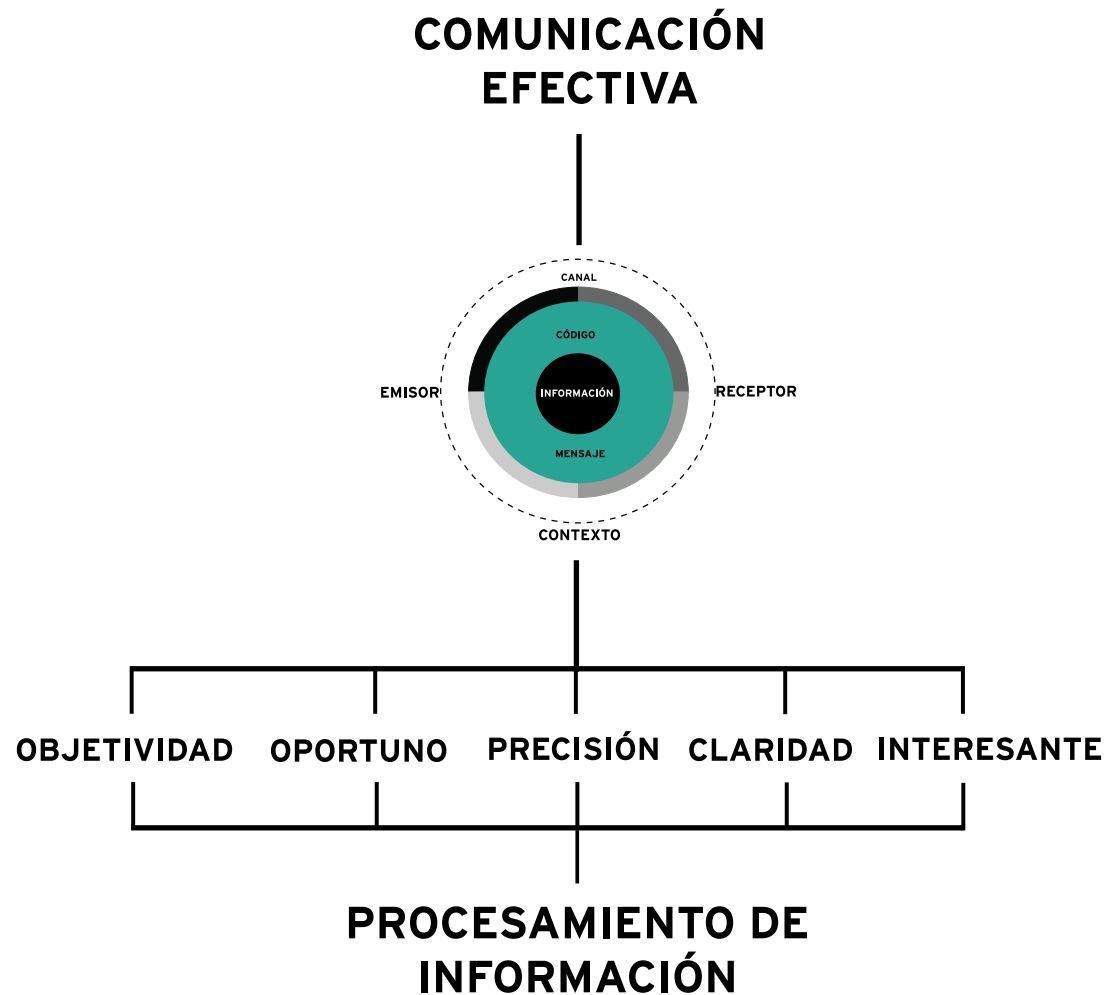 COMUNICACIÓN
EFECTIVA
CANAL
CÓDIGO
EMISOR
INFORMACIÓN
RECEPTOR
MENSAJE
CONTEXTO
OBJETIVIDAD
OPORTUNO
PRECISIÓN
CLARIDAD
INTERESANTE
PROCESAMIENTO DE
INFORMACIÓN